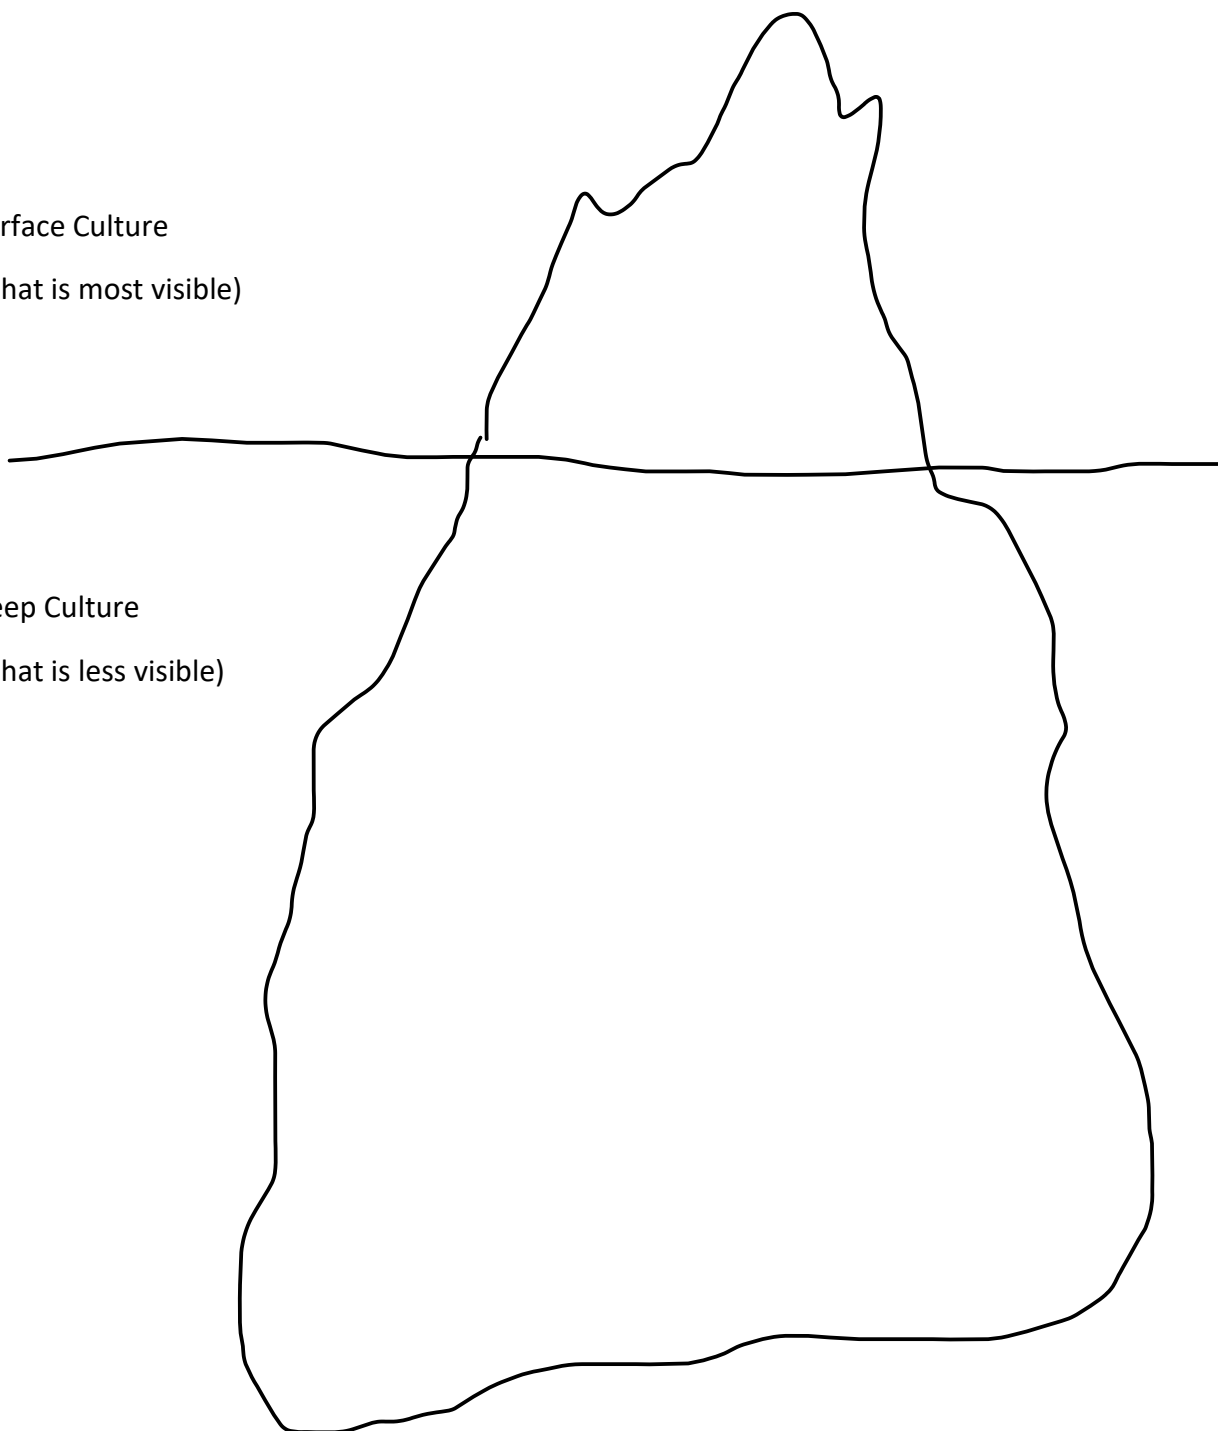 rface Culture
hat is most visible)
eep Culture
hat is less visible)